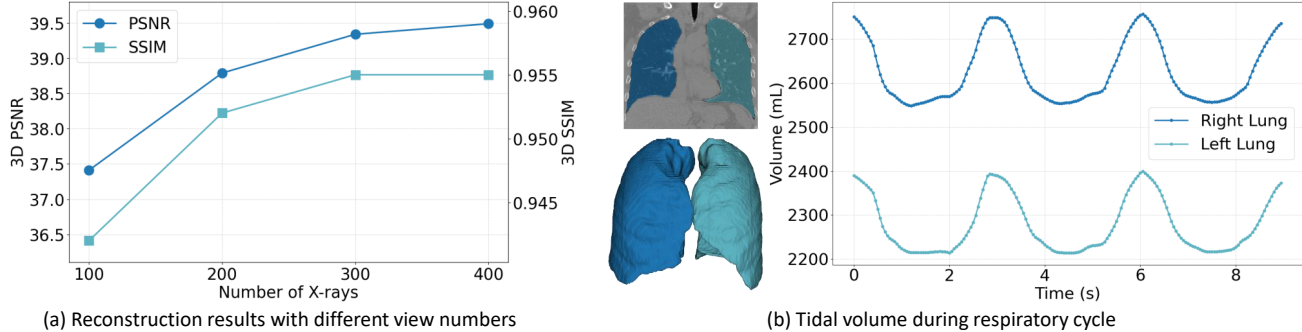 39.5
39.0
38.5
38.0
37.5
37.0
36.5
3D PSNR
PSNR
SSIM
0.960
0.955
0.950
0.945
3D SSIM
100
200
300
400
Number of X-rays
(a) Reconstruction results with different view numbers
2700
2600
2500
2400
2300
2200
Volume (mL)
Right Lung
Left Lung
0
2
4
6
8
Time (s)
(b) Tidal volume during respiratory cycle